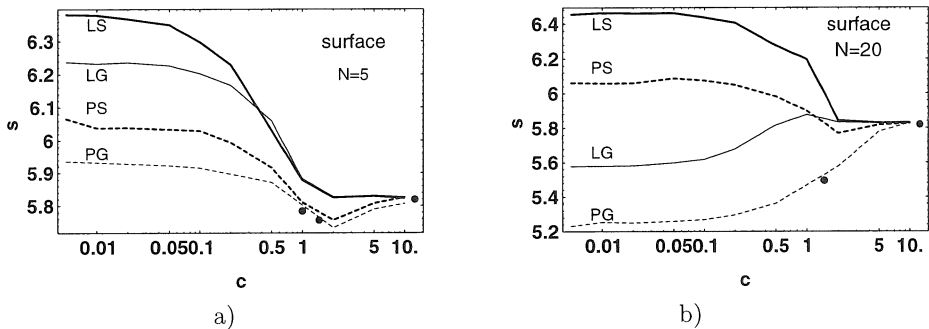 6.3
6.2
6.1
6
5.9
5.8
s
LS
LG
PS
PG
surface
N=5
0.01 0.050.1 0.5 1 5 10.
c
a)
6.4
6.2
6
5.8
5.6
5.4
5.2
s
LS
PS
LG
PG
surface
N=20
0.01 0.050.1 0.5 1 5 10.
c
b)